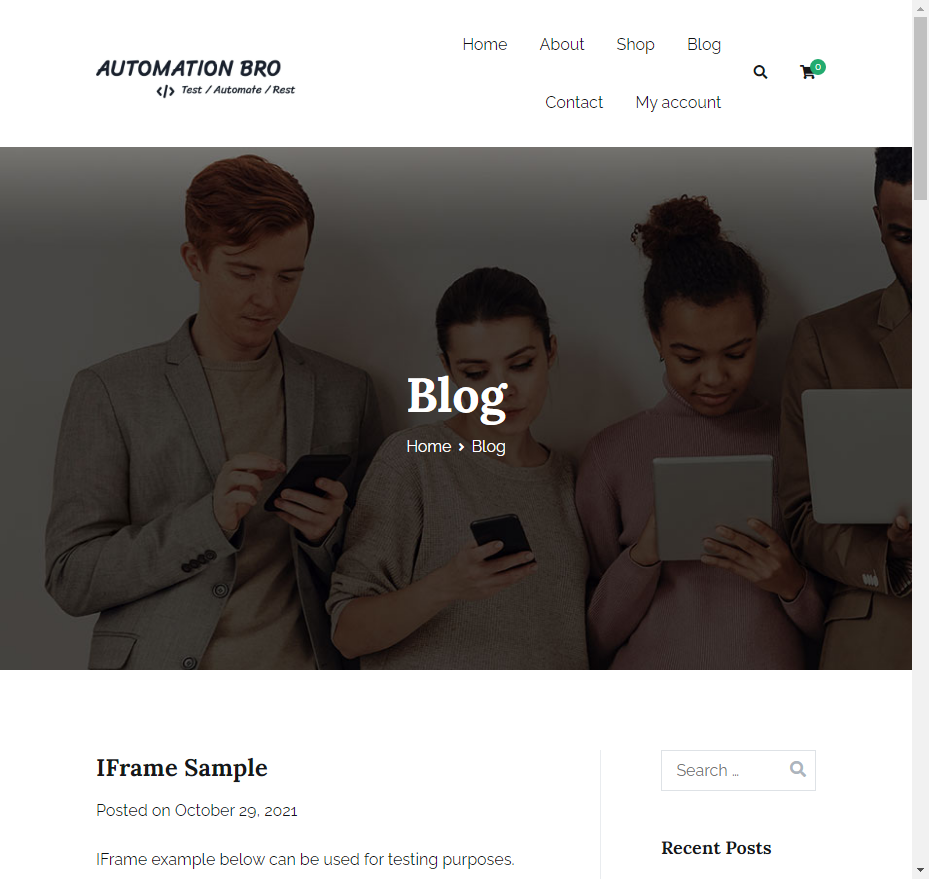 AUTOMATION BRO
</> Test / Automate / Rest
Home About Shop Blog
Contact My account
0
Blog
Home > Blog
IFrame Sample
Posted on October 29, 2021
IFrame example below can be used for testing purposes.
Search …
Recent Posts